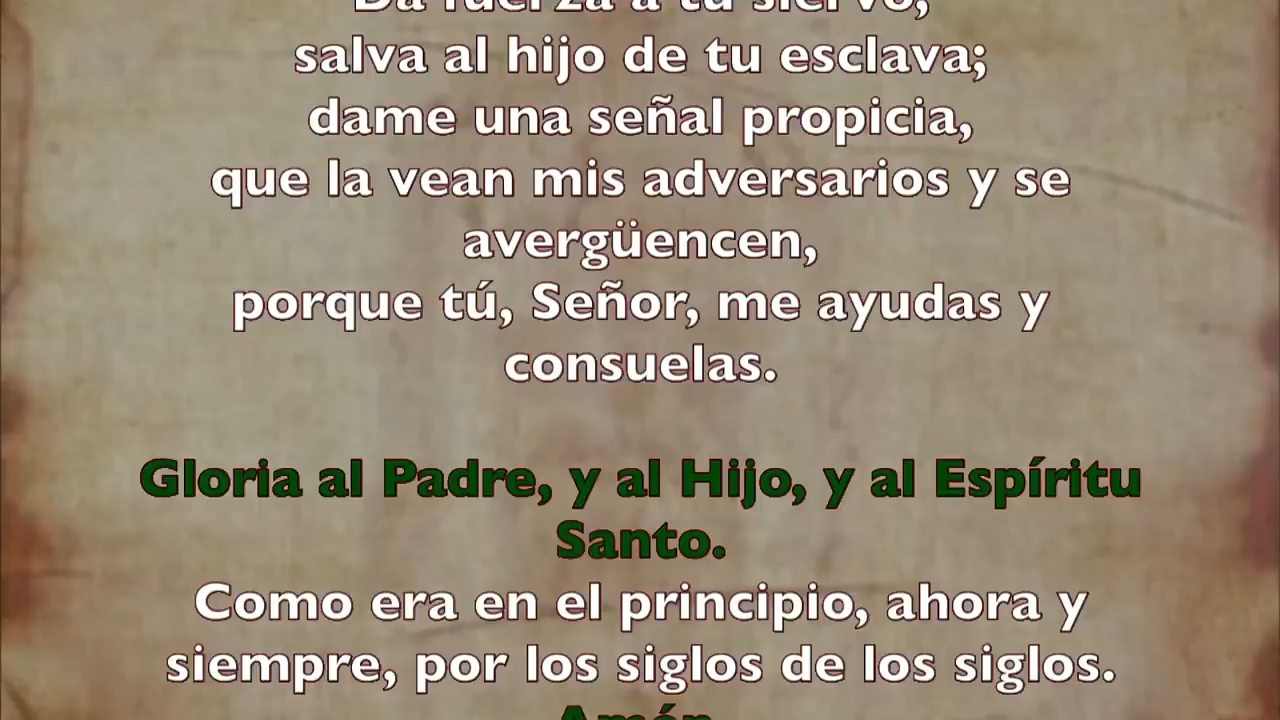 Da fuerza a tu siervo,
salva al hijo de tu esclava;
dame una señal propicia,
que la vean mis adversarios y se
avergüencen,
porque tú, Señor, me ayudas y
consuelas.
Gloria al Padre, y al Hijo, y al Espíritu
Santo.
Como era en el principio, ahora y
siempre, por los siglos de los siglos.
Amén.